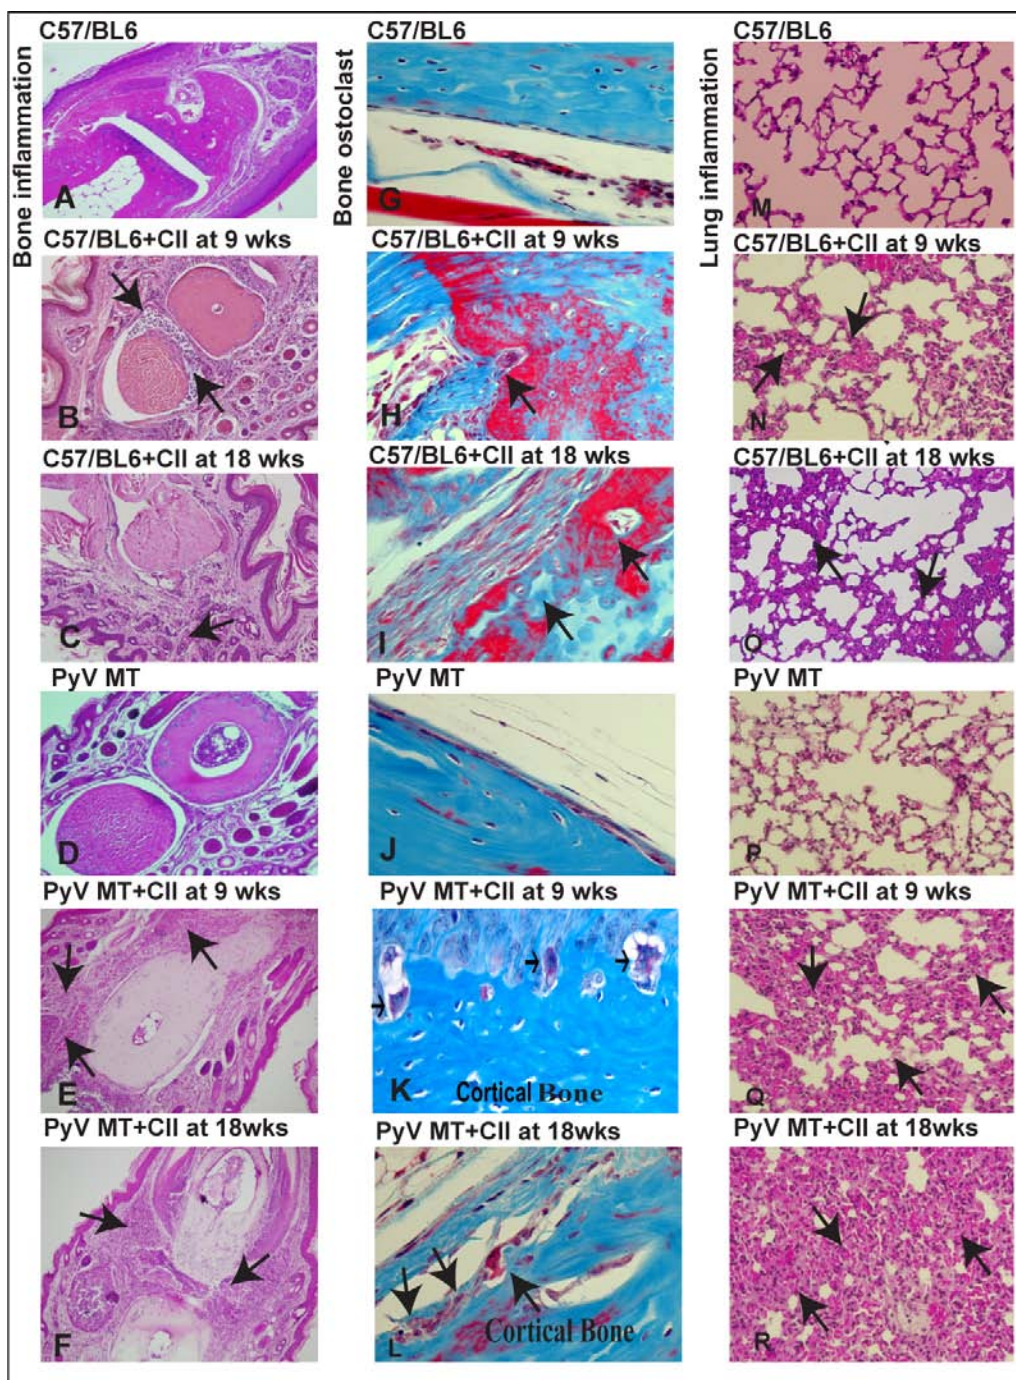 Bone inflammation
C57/BL6
A
C57/BL6+CII at 9 wks
B
C57/BL6+CII at 18 wks
C
PyV MT
D
PyV MT+CII at 9 wks
E
PyV MT+CII at 18wks
F
Bone ostoclast
C57/BL6
G
C57/BL6+CII at 9 wks
H
C57/BL6+CII at 18 wks
I
PyV MT
J
PyV MT+CII at 9 wks
K
Cortical Bone
PyV MT+CII at 18wks
L
Cortical Bone
Lung inflammation
C57/BL6
M
C57/BL6+CII at 9 wks
N
C57/BL6+CII at 18 wks
O
PyV MT
P
PyV MT+CII at 9 wks
Q
PyV MT+CII at 18 wks
R